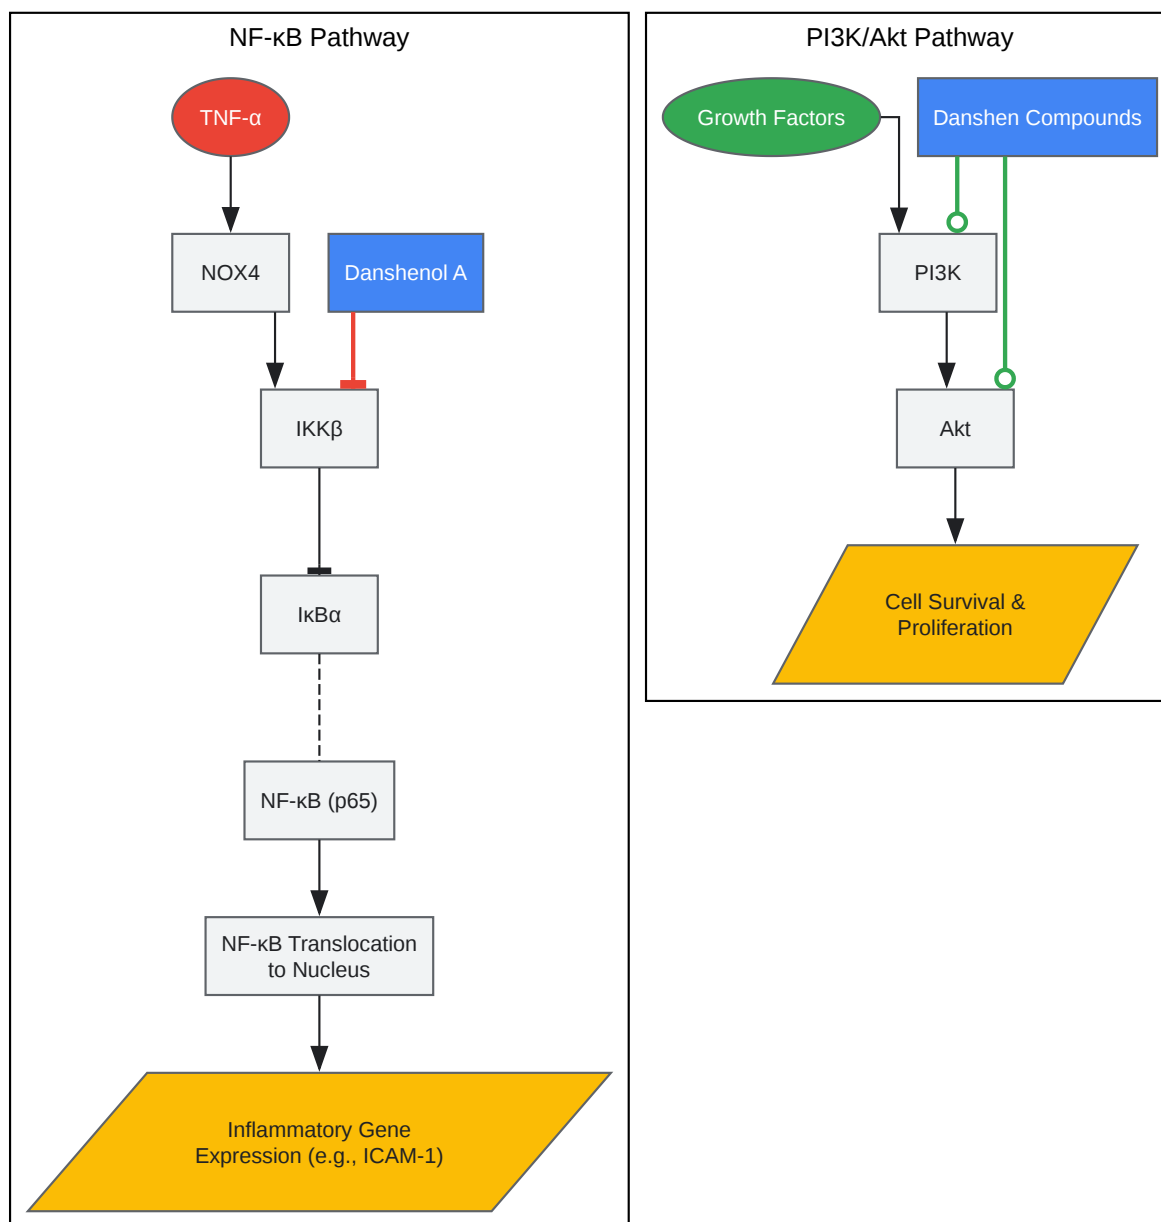 NF-κB Pathway
TNF-α
NOX4
Danshenol A
IKKβ
IκBα
NF-κB (p65)
NF-κB Translocation
to Nucleus
Inflammatory Gene
Expression (e.g., ICAM-1)
PI3K/Akt Pathway
Growth Factors
Danshen Compounds
PI3K
Akt
Cell Survival &
Proliferation